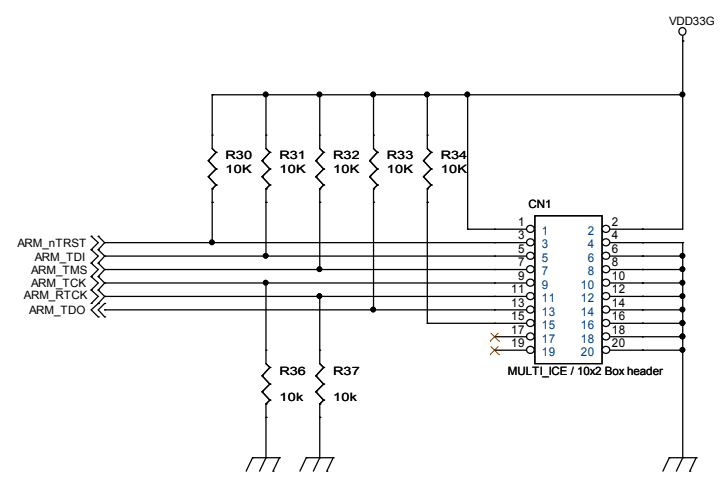 VDD33G
R30 R31 R32 R33 R34
10K 10K 10K 10K 10K
CN1
1 1 2 2
ARM_nTRST 3 3 4 4
ARM_TDI 5 5 6 6
ARM_TMS 7 7 8 8
ARM_TCK 9 9 10 10
ARM_RTCK 11 11 12 12
ARM_TDO 13 13 14 14
15 15 16 16
17 17 18 18
19 19 20 20
MULTI_ICE / 10x2 Box header
R36 R37
10k 10k